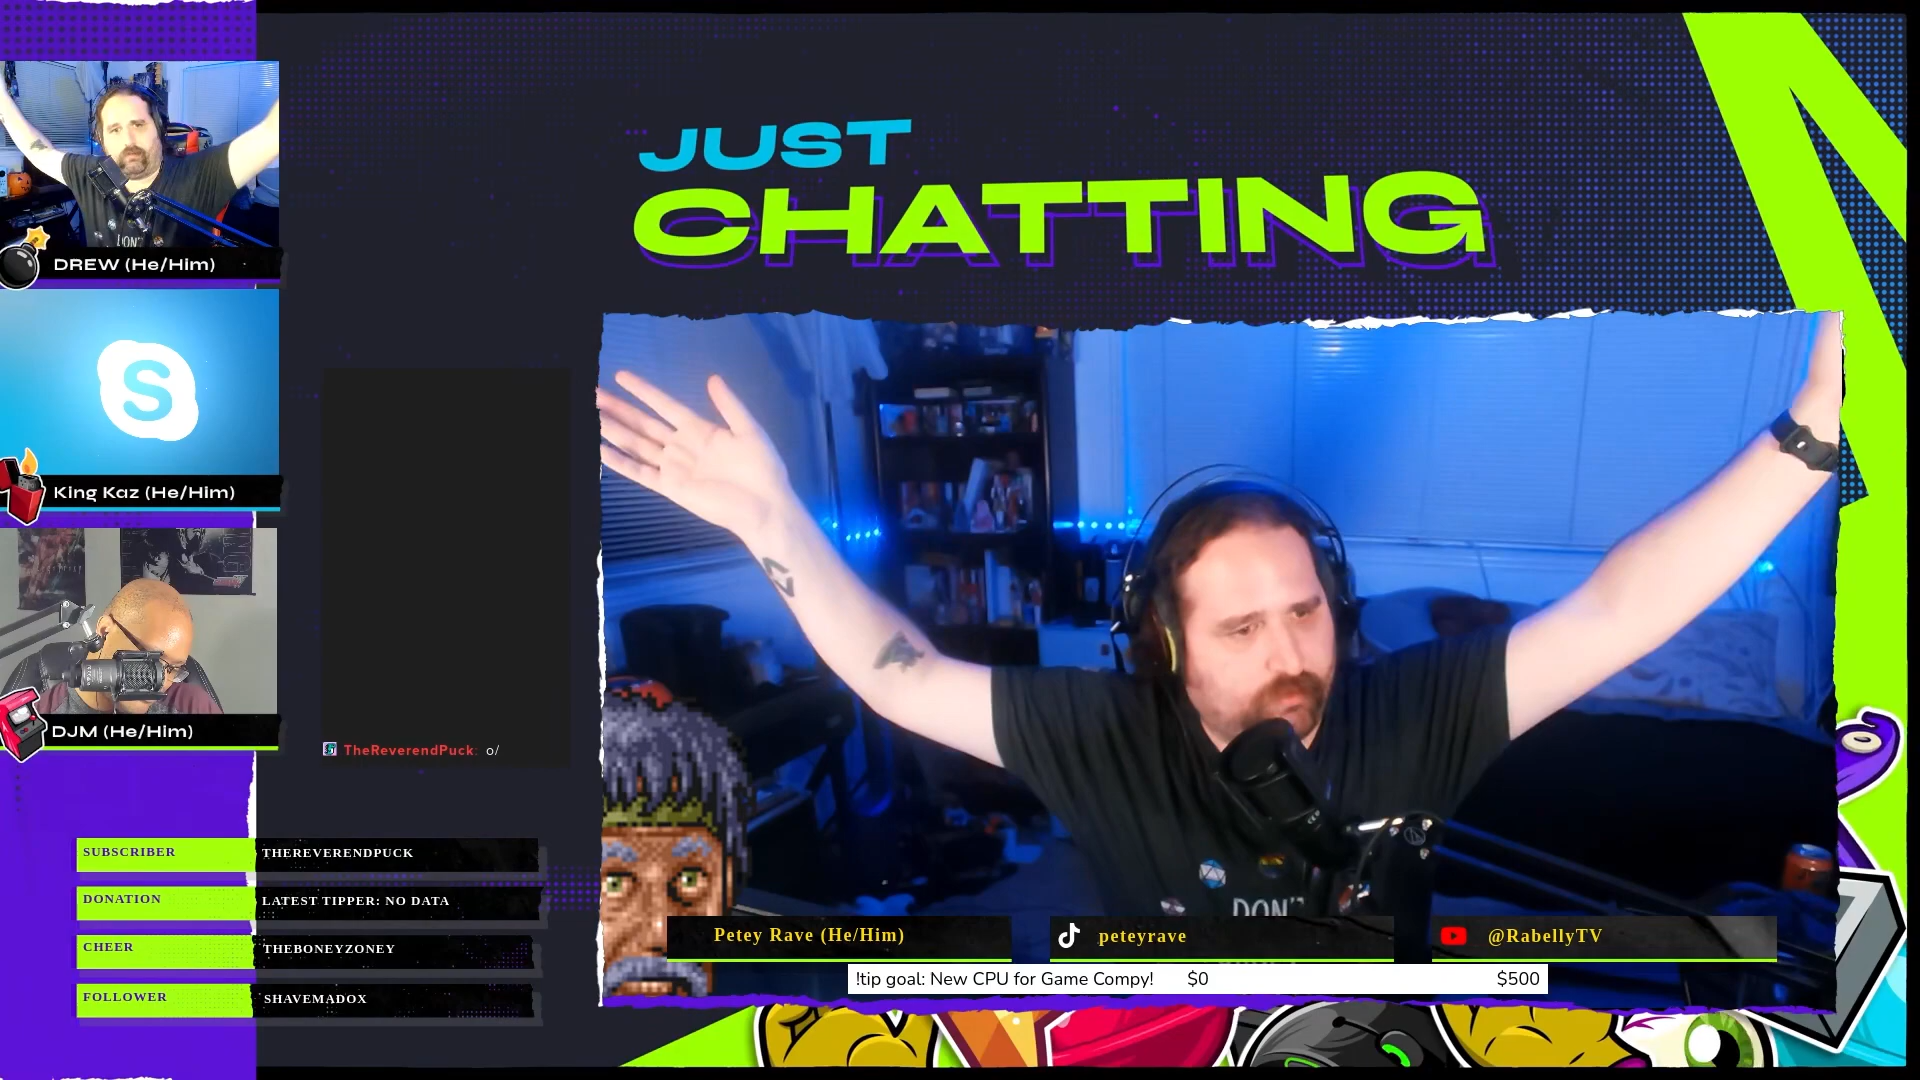 JUST
CHATTING
DREW (He/Him)
S
King Kaz (He/Him)
DJM (He/Him)
TheReverendPuck: o/
SUBSCRIBER THEREVERENDPUCK
DONATION LATEST TIPPER: NO DATA
CHEER THEBONEYZONEY
FOLLOWER SHAVEMADOX
DON'T
Petey Rave (He/Him) peteyrave @RabellyTV
!tip goal: New CPU for Game Compy! $0 $500